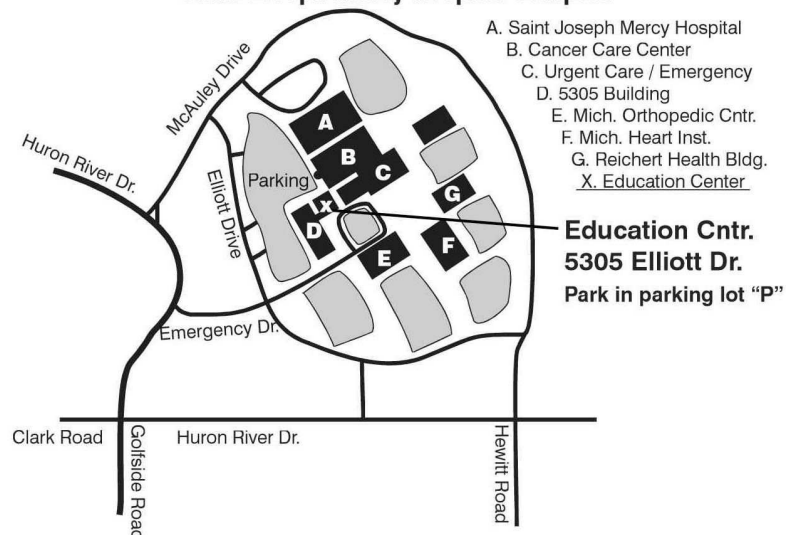 A. Saint Joseph Mercy Hospital
B. Cancer Care Center
C. Urgent Care / Emergency
D. 5305 Building
E. Mich. Orthopedic Cntr.
F. Mich. Heart Inst.
G. Reichert Health Bldg.
X. Education Center
McAuley Drive
Huron River Dr.
Elliott Drive
Parking
A
B
C
X
D
G
E
F
Education Cntr.
5305 Elliott Dr.
Park in parking lot “P”
Emergency Dr.
Clark Road
Golfside Road
Huron River Dr.
Hewitt Road